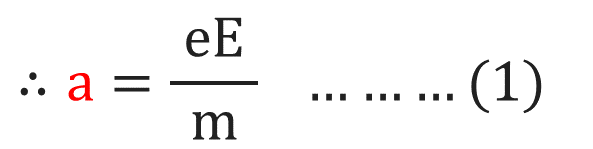 ∴ a = eE/m ... ... ... (1)